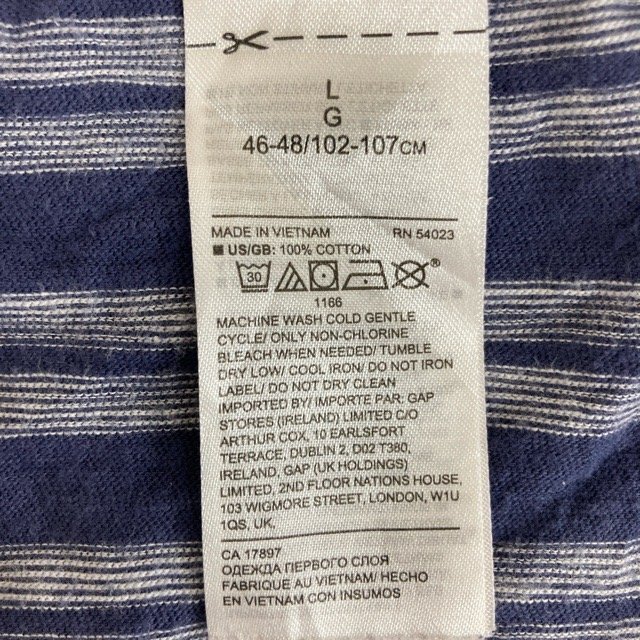 L
G
46-48/102-107CM
MADE IN VIETNAM RN 54023
■ US/GB: 100% COTTON
30
®
1166
MACHINE WASH COLD GENTLE
CYCLE/ ONLY NON-CHLORINE
BLEACH WHEN NEEDED/ TUMBLE
DRY LOW/ COOL IRON/ DO NOT IRON
LABEL/ DO NOT DRY CLEAN
IMPORTED BY/ IMPORTE PAR: GAP
STORES (IRELAND) LIMITED C/O
ARTHUR COX, 10 EARLSFORT
TERRACE, DUBLIN 2, D02 T380,
IRELAND, GAP (UK HOLDINGS)
LIMITED, 2ND FLOOR NATIONS HOUSE,
103 WIGMORE STREET, LONDON, W1U
1QS, UK.
CA 17897
ОДЕЖДА ПЕРВОГО СЛОЯ
FABRIQUE AU VIETNAM/ HECHO
EN VIETNAM CON INSUMOS